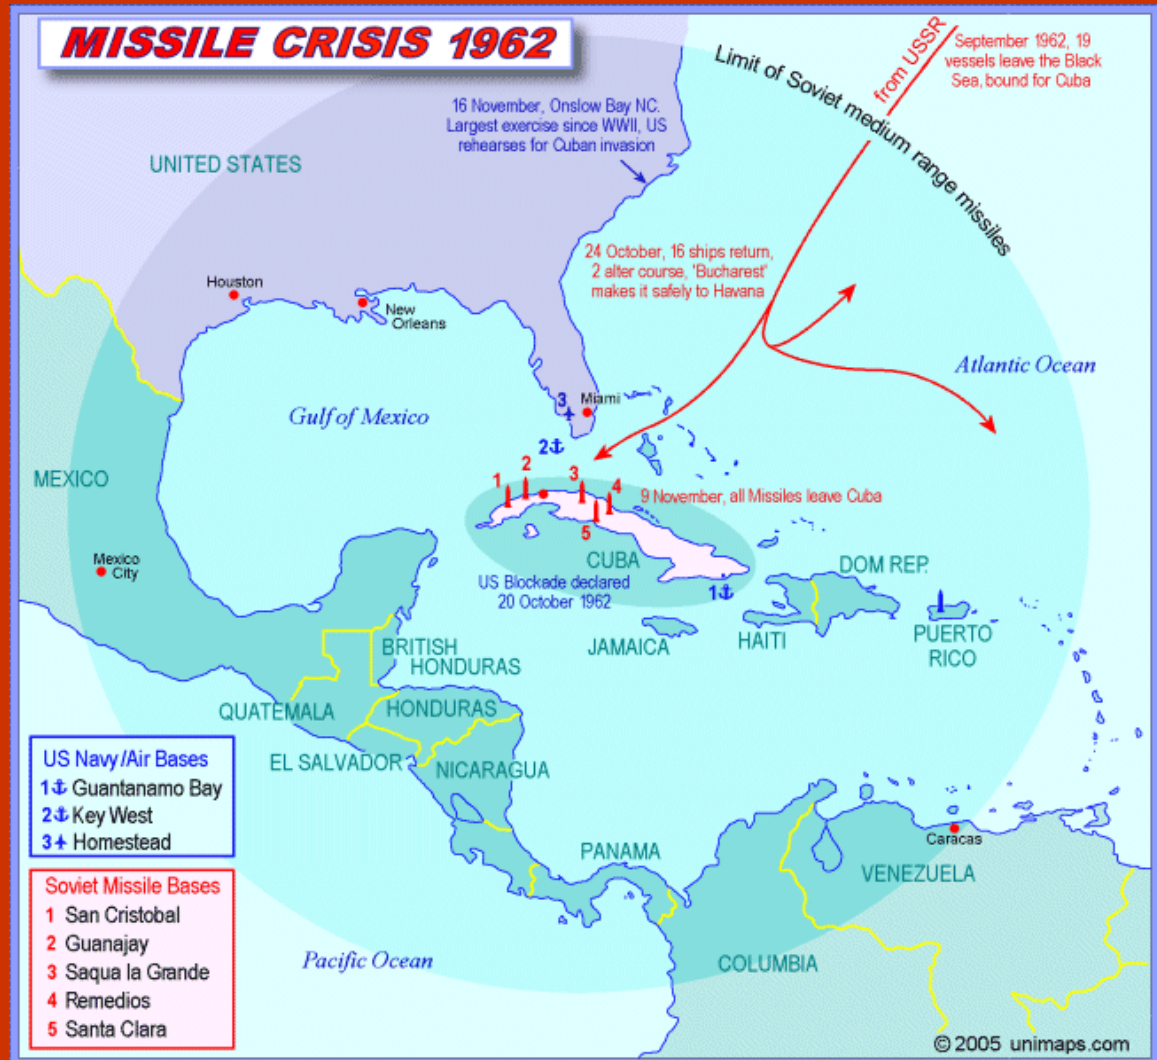 MISSILE CRISIS 1962
from USSR
September 1962, 19
vessels leave the Black
Sea, bound for Cuba
Limit of Soviet medium range missiles
16 November, Onslow Bay NC.
Largest exercise since WWII, US
rehearses for Cuban invasion
UNITED STATES
24 October, 16 ships return,
2 alter course, 'Bucharest'
makes it safely to Havana
Houston
New
Orleans
Atlantic Ocean
Gulf of Mexico
3
Miami
2
MEXICO
1
2
3
4
9 November, all Missiles leave Cuba
5
Mexico
City
CUBA
US Blockade declared
20 October 1962
1
DOM REP.
JAMAICA
HAITI
PUERTO
RICO
BRITISH
HONDURAS
QUATEMALA
HONDURAS
EL SALVADOR
NICARAGUA
US Navy/Air Bases
1 Guantanamo Bay
2 Key West
3 Homestead
PANAMA
Caracas
VENEZUELA
Soviet Missile Bases
1 San Cristobal
2 Guanajay
3 Saqua la Grande
4 Remedios
5 Santa Clara
Pacific Ocean
COLUMBIA
© 2005 unimaps.com